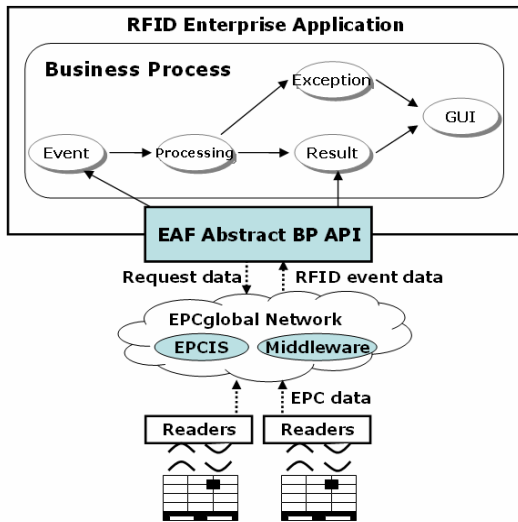 RFID Enterprise Application
Business Process
Exception
GUI
Event
Processing
Result
EAF Abstract BP API
Request data
RFID event data
EPCglobal Network
EPCIS
Middleware
EPC data
Readers
Readers